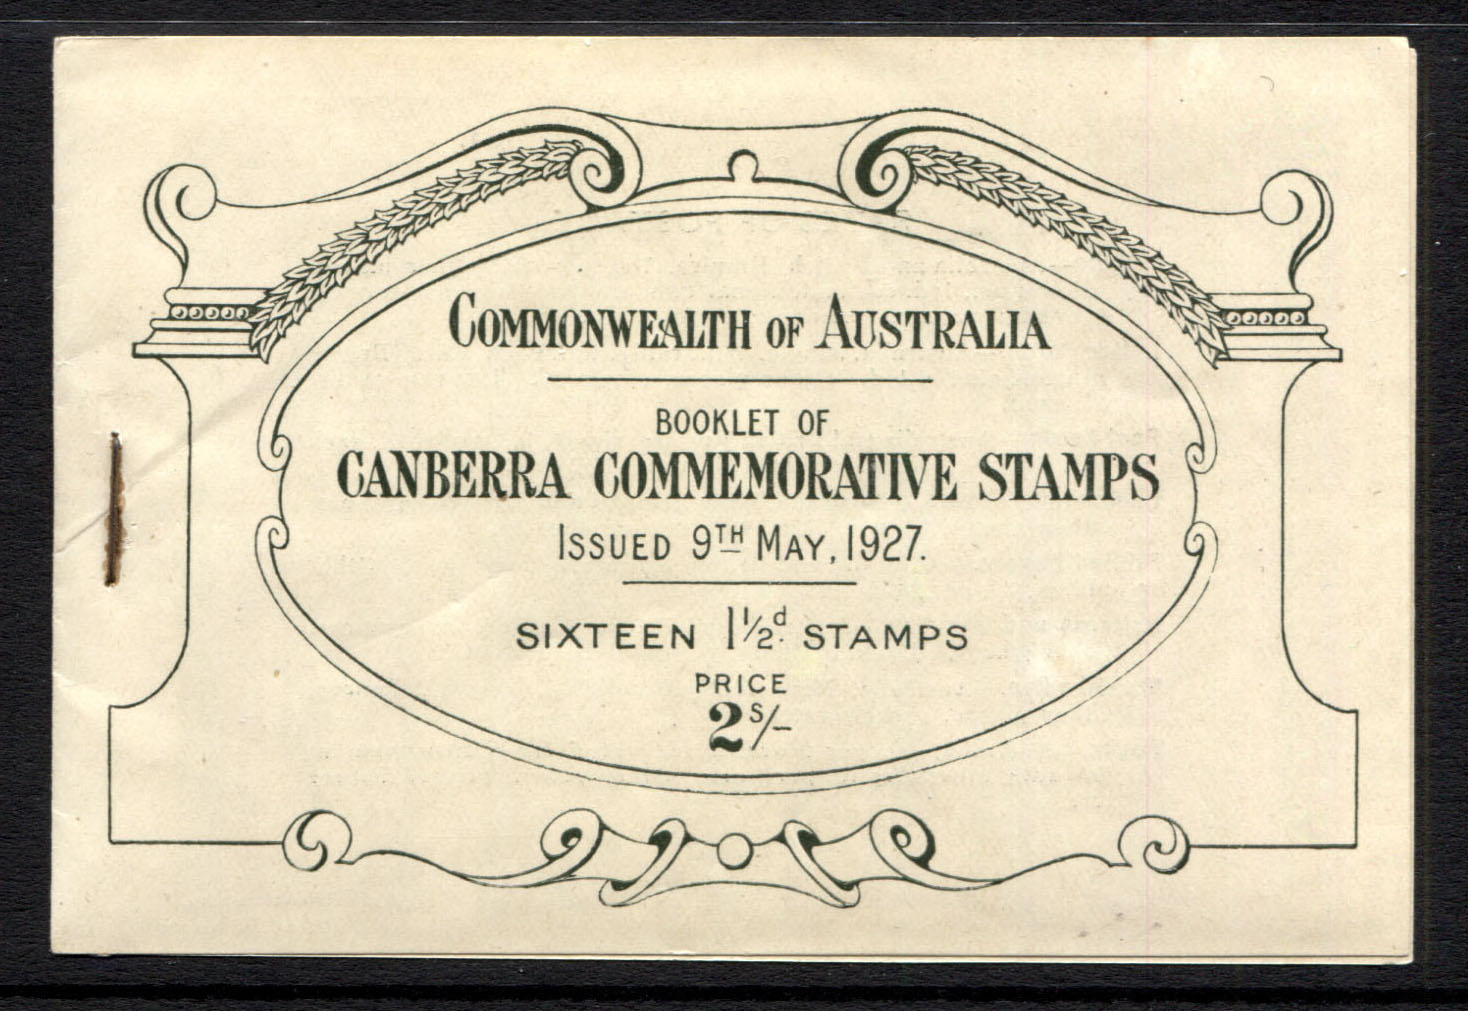 COMMONWEALTH OF AUSTRALIA
BOOKLET OF
CANBERRA COMMEMORATIVE STAMPS
ISSUED 9TH MAY, 1927.
SIXTEEN 1½d. STAMPS
PRICE
2s/-